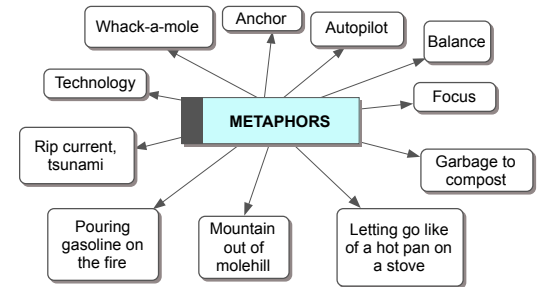 Anchor
Whack-a-mole
Autopilot
Balance
Technology
Focus
METAPHORS
Rip current,
tsunami
Garbage to
compost
Pouring
gasoline on
the fire
Mountain
out of
molehill
Letting go like
of a hot pan on
a stove